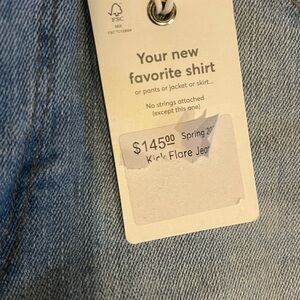 FSC
Your new
favorite shirt
or pants or jacket or skirt...
No strings attached
(except this one)
$145.00 Spring
Kick Flare